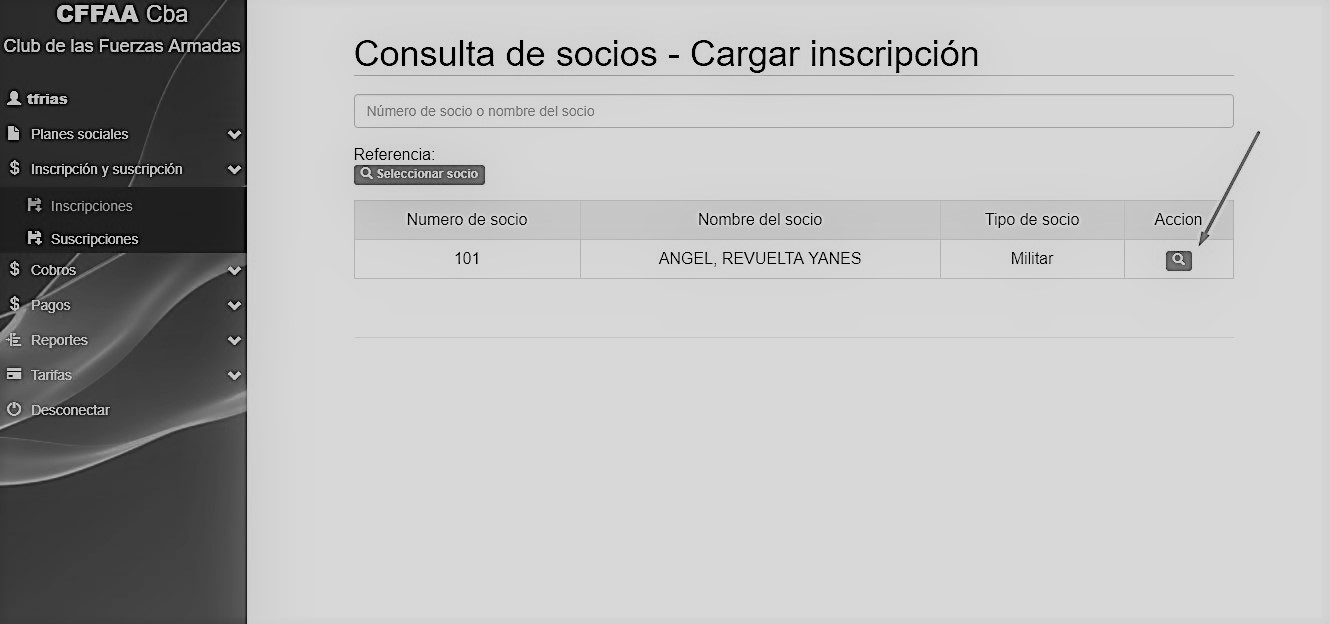 CFFAA Cba
Club de las Fuerzas Armadas
tfrias
Planes sociales
Inscripción y suscripción
Inscripciones
Suscripciones
Cobros
Pagos
Reportes
Tarifas
Desconectar
Consulta de socios - Cargar inscripción
Número de socio o nombre del socio
Referencia:
Seleccionar socio
Numero de socio Nombre del socio Tipo de socio Accion
101 ANGEL, REVUELTA YANES Militar